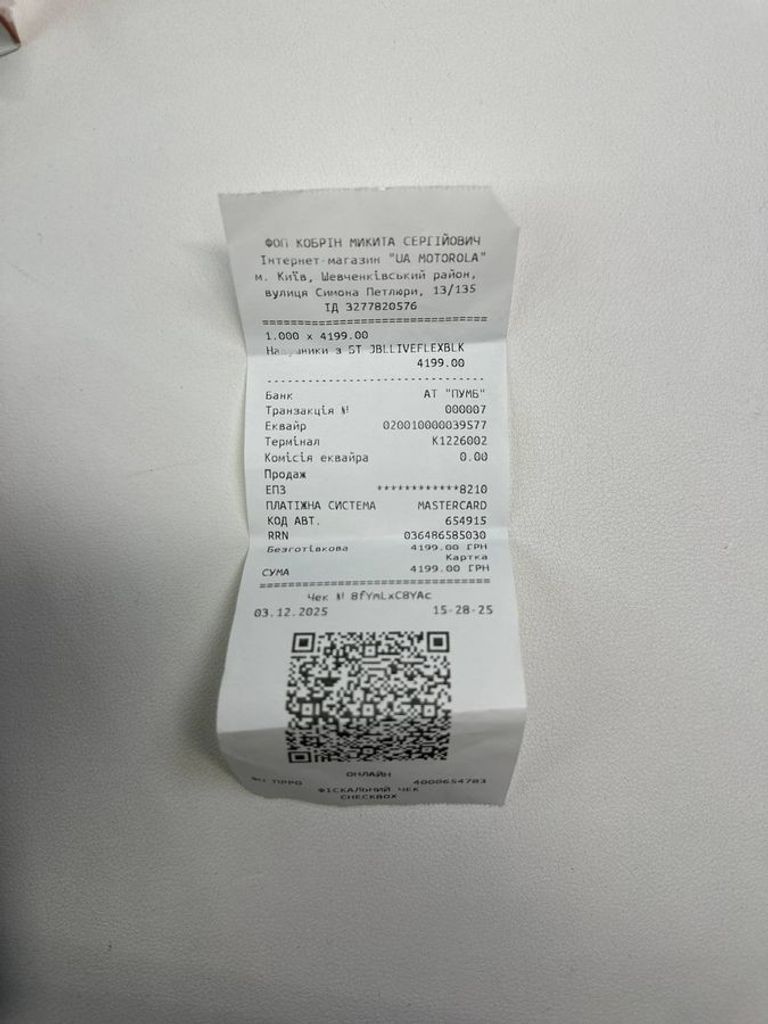 ФОП КОБРІН МИКИТА СЕРГІЙОВИЧ
Інтернет-магазин "UA MOTOROLA"
м. Київ, Шевченківський район,
вулиця Симона Петлюри, 13/135
ІД 3277820576
1.000 x 4199.00
Навушники з БТ JBLLIVEFLEXBLK
4199.00
Банк АТ "ПУМБ"
Транзакція № 000007
Еквайр 020010000039577
Термінал K1226002
Комісія еквайра 0.00
Продаж
ЕПЗ ************8210
ПЛАТІЖНА СИСТЕМА MASTERCARD
КОД АВТ. 654915
RRN 036486585030
Безготівкова 4199.00 ГРН
Картка
СУМА 4199.00 ГРН
Чек № 8fYmLxC8YAc
03.12.2025 15-28-25
ОНЛАЙН
4000654783
ФІСКАЛЬНИЙ ЧЕК
CHECKBOX